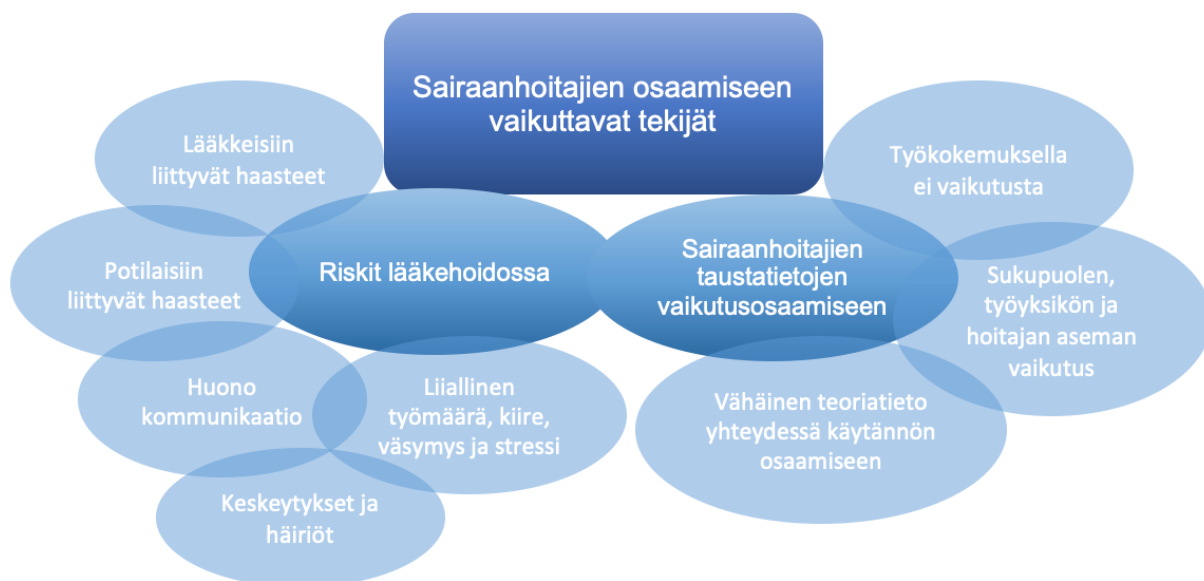 Sairaanhoitajien osaamiseen
vaikuttavat tekijät
Lääkkeisiin
liittyvät haasteet
Työkokemuksella
ei vaikutusta
Riskit lääkehoidossa
Sairaanhoitajien
taustatietojen
vaikutusosaamiseen
Potilaisiin
liittyvät haasteet
Sukupuolen,
työyksikön ja
hoitajan aseman
vaikutus
Huono
kommunikaatio
Liiallinen
työmäärä, kiire,
väsymys ja stressi
Vähäinen teoriatieto
yhteydessä käytännön
osaamiseen
Keskeytykset ja
häiriöt